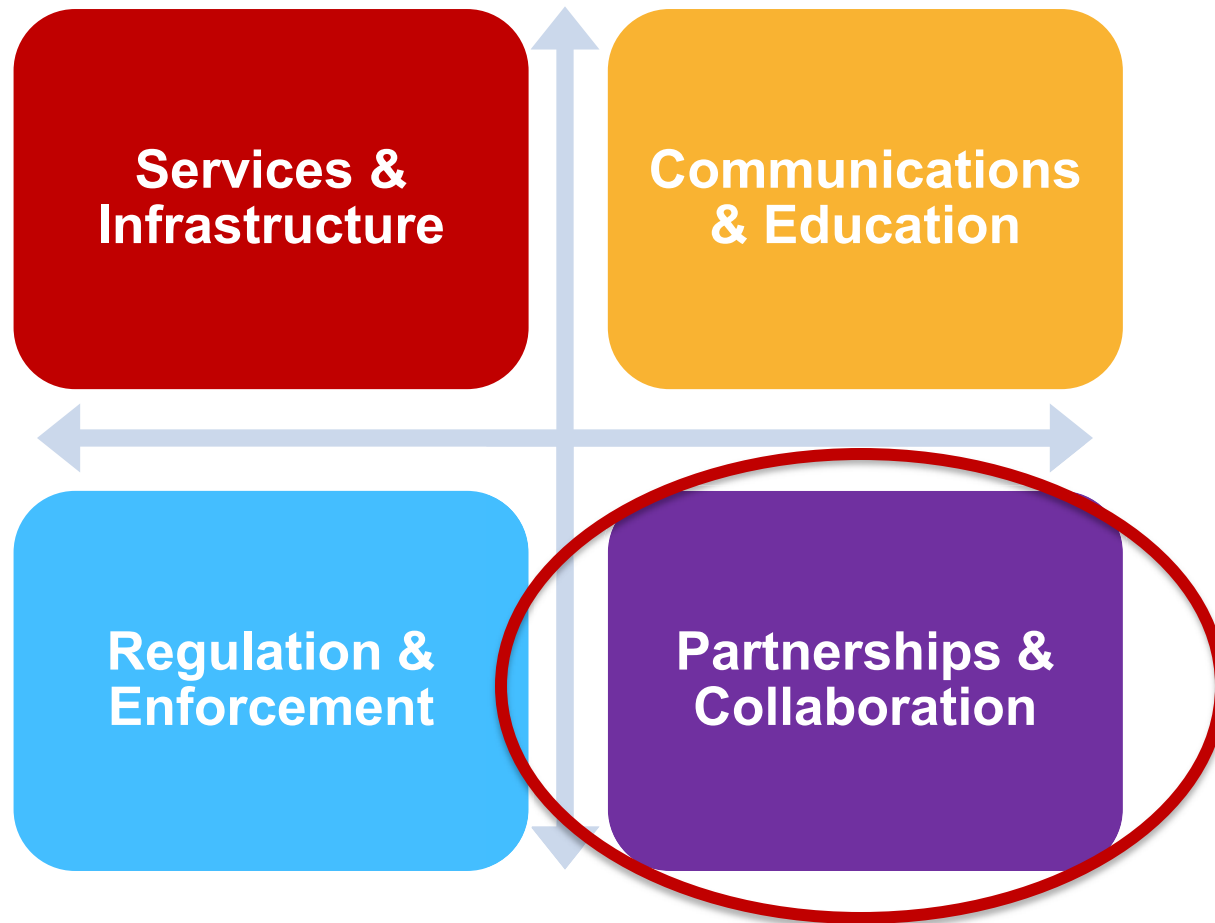 Services &
Infrastructure
Communications
& Education
Regulation &
Enforcement
Partnerships &
Collaboration